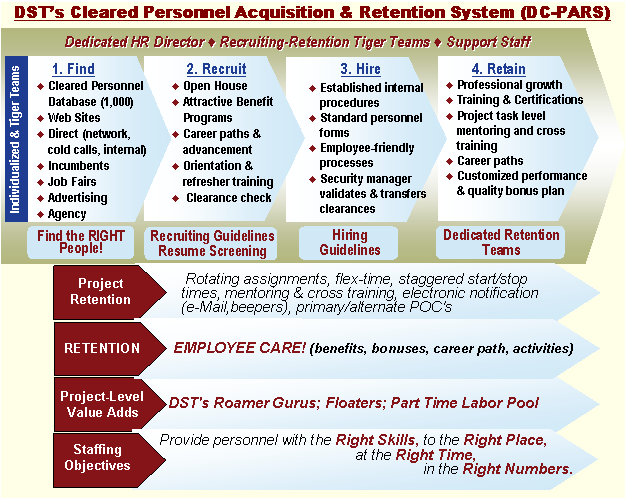 DST's Cleared Personnel Acquisition & Retention System (DC-PARS)
Dedicated HR Director ♦ Recruiting-Retention Tiger Teams ♦ Support Staff
Individualized & Tiger Teams
1. Find
♦ Cleared Personnel
Database (1,000)
♦ Web Sites
♦ Direct (network,
cold calls, internal)
♦ Incumbents
♦ Job Fairs
♦ Advertising
♦ Agency
Find the RIGHT
People!
2. Recruit
♦ Open House
♦ Attractive Benefit
Programs
♦ Career paths &
advancement
♦ Orientation &
refresher training
♦ Clearance check
Recruiting Guidelines
Resume Screening
3. Hire
♦ Established internal
procedures
♦ Standard personnel
forms
♦ Employee-friendly
processes
♦ Security manager
validates & transfers
clearances
Hiring
Guidelines
4. Retain
♦ Professional growth
♦ Training & Certifications
♦ Project task level
mentoring and cross
training
♦ Career paths
♦ Customized performance
& quality bonus plan
Dedicated Retention
Teams
Project
Retention
Rotating assignments, flex-time, staggered start/stop
times, mentoring & cross training, electronic notification
(e-Mail,beepers), primary/alternate POC's
RETENTION
EMPLOYEE CARE! (benefits, bonuses, career path, activities)
Project-Level
Value Adds
DST's Roamer Gurus; Floaters; Part Time Labor Pool
Staffing
Objectives
Provide personnel with the Right Skills, to the Right Place,
at the Right Time,
in the Right Numbers.